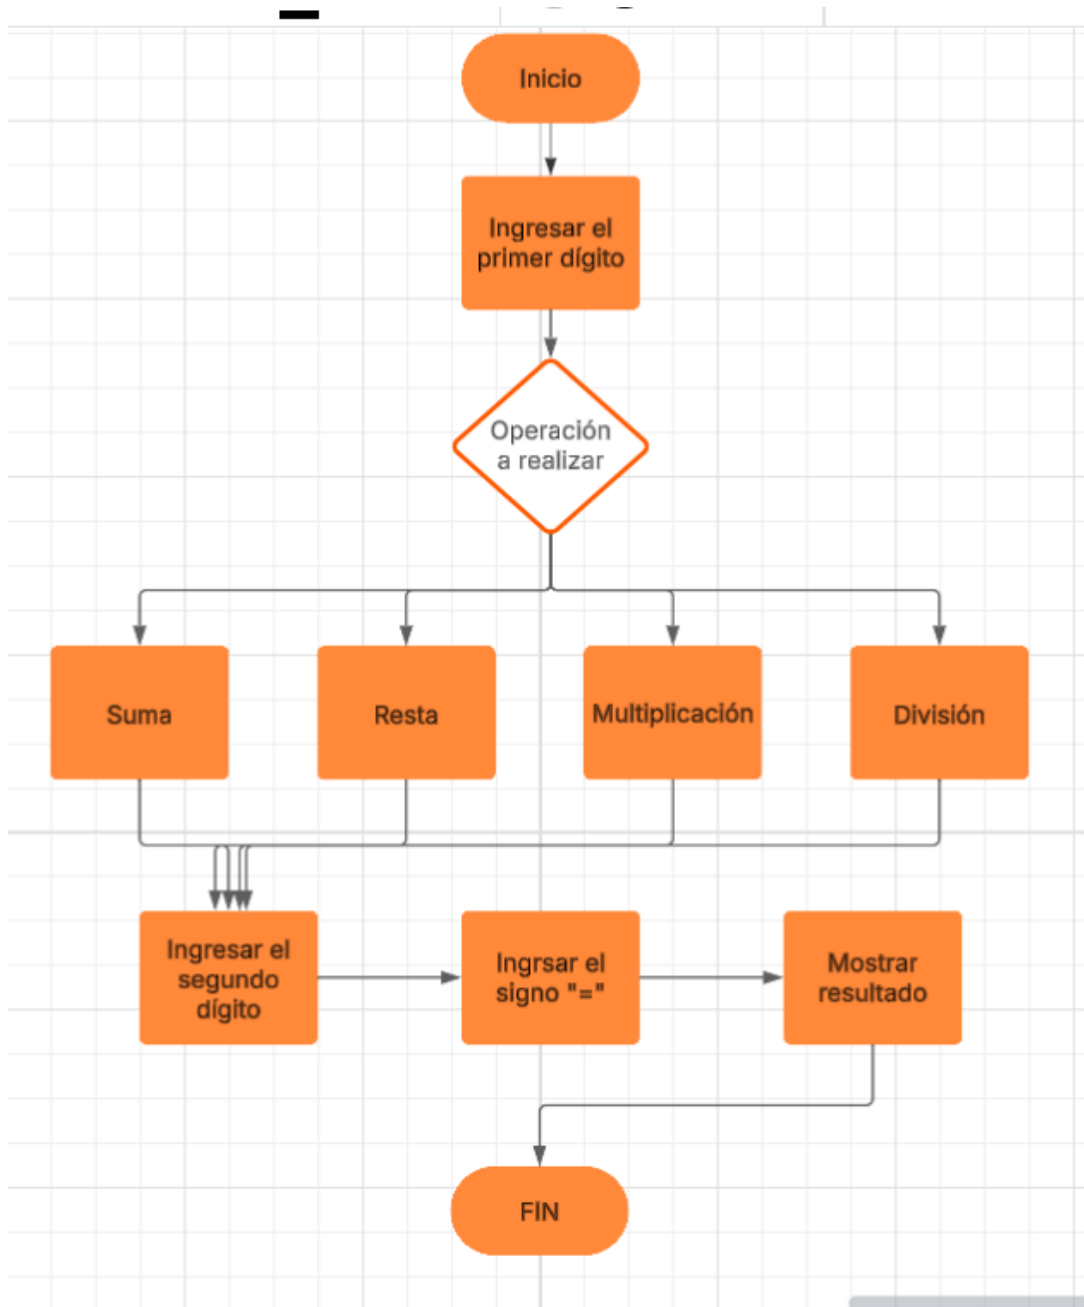 Inicio
Ingresar el
primer dígito
Operación
a realizar
Suma
Resta
Multiplicación
División
Ingresar el
segundo
dígito
Ingrsar el
signo "="
Mostrar
resultado
FIN